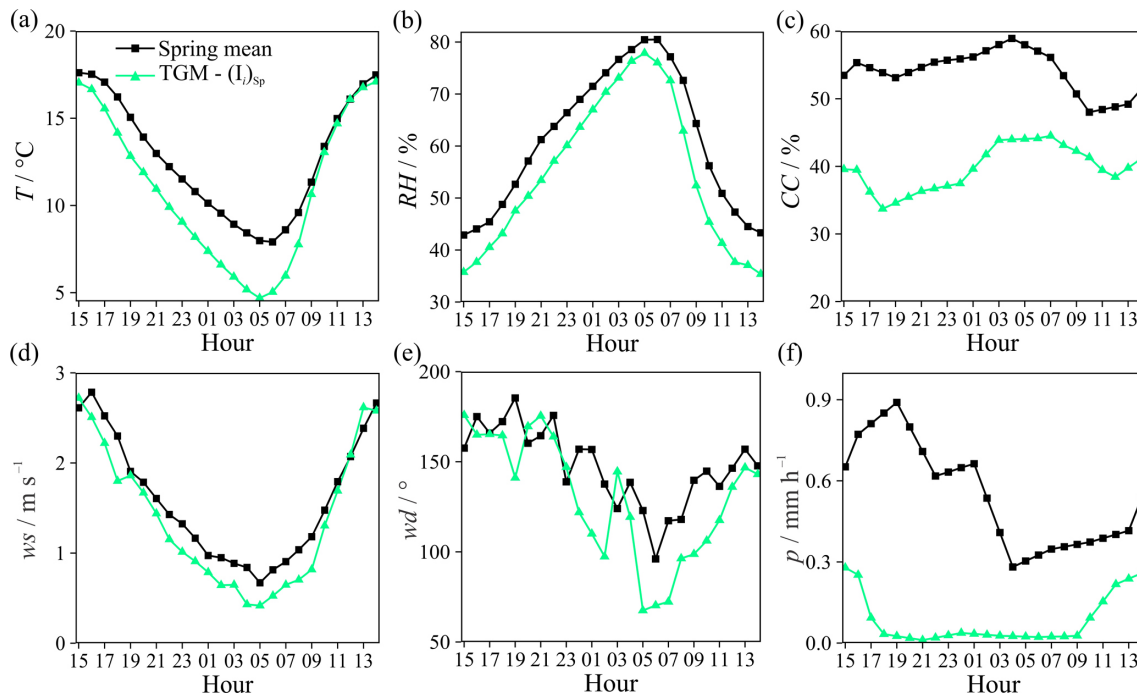 (a)
20
15
10
5
T / °C
Spring mean
TGM - (Iᵢ)Sp
15 17 19 21 23 01 03 05 07 09 11 13
Hour
(b)
80
70
60
50
40
30
RH / %
15 17 19 21 23 01 03 05 07 09 11 13
Hour
(c)
60
50
40
30
20
CC / %
15 17 19 21 23 01 03 05 07 09 11 13
Hour
(d)
3
2
1
0
ws / m s⁻¹
15 17 19 21 23 01 03 05 07 09 11 13
Hour
(e)
200
150
100
50
wd / °
15 17 19 21 23 01 03 05 07 09 11 13
Hour
(f)
0.9
0.6
0.3
0.0
p / mm h⁻¹
15 17 19 21 23 01 03 05 07 09 11 13
Hour